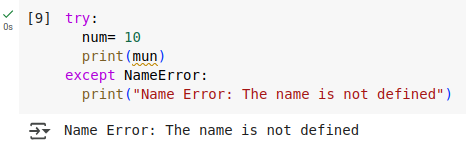 [9] try:
num= 10
print(mun)
except NameError:
print("Name Error: The name is not defined")
0s
Name Error: The name is not defined